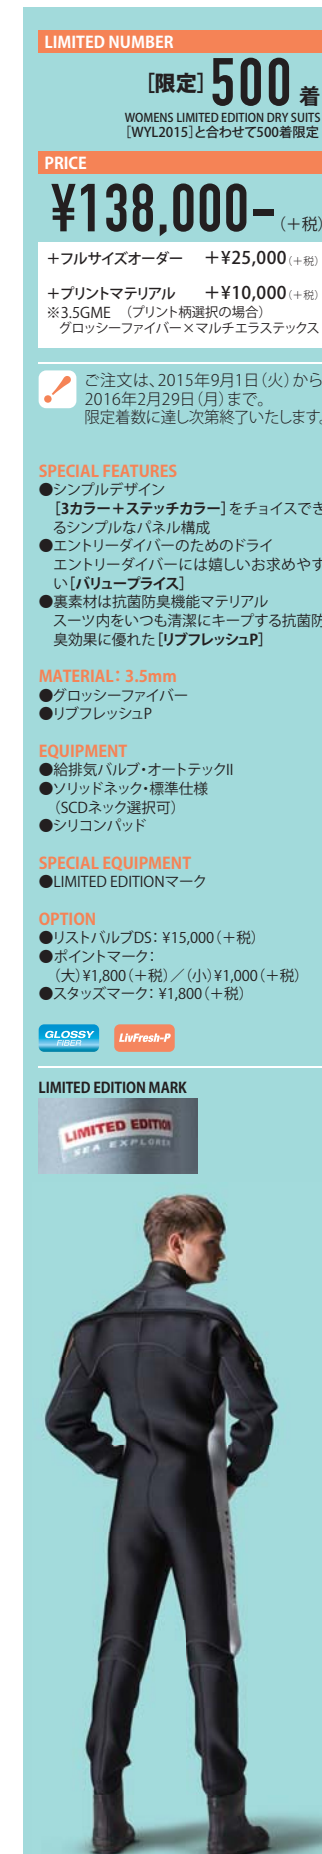 LIMITED NUMBER
［限定］500 着
WOMENS LIMITED EDITION DRY SUITS
［WYL2015］と合わせて500着限定
PRICE
¥138,000-（＋税）
＋フルサイズオーダー ＋¥25,000（＋税）
＋プリントマテリアル ＋¥10,000（＋税）
※3.5GME （プリント柄選択の場合）
グロッシーファイバー×マルチエラステックス
ご注文は、2015年9月1日（火）から
2016年2月29日（月）まで。
限定着数に達し次第終了いたします。
SPECIAL FEATURES
●シンプルデザイン
［3カラー＋ステッチカラー］をチョイスでき
るシンプルなパネル構成
●エントリーダイバーのためのドライ
エントリーダイバーには嬉しいお求めやす
い［バリュープライス］
●裏素材は抗菌防臭機能マテリアル
スーツ内をいつも清潔にキープする抗菌防
臭効果に優れた［リブフレッシュP］
MATERIAL：3.5mm
●グロッシーファイバー
●リブフレッシュP
EQUIPMENT
●給排気バルブ・オートテックII
●ソリッドネック・標準仕様
（SCDネック選択可）
●シリコンパッド
SPECIAL EQUIPMENT
●LIMITED EDITIONマーク
OPTION
●リストバルブDS：¥15,000（＋税）
●ポイントマーク：
（大）¥1,800（＋税）／（小）¥1,000（＋税）
●スタッズマーク：¥1,800（＋税）
GLOSSY FIBER LivFresh-P
LIMITED EDITION MARK
LIMITED EDITION
SEA EXPLORER